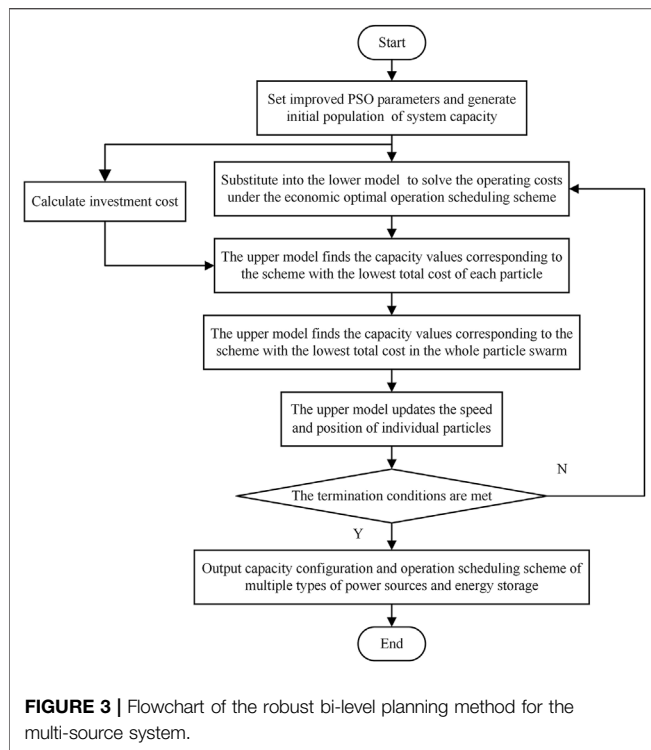 Start
Set improved PSO parameters and generate
initial population of system capacity
Calculate investment cost
Substitute into the lower model to solve the operating costs
under the economic optimal operation scheduling scheme
The upper model finds the capacity values corresponding to
the scheme with the lowest total cost of each particle
The upper model finds the capacity values corresponding to the
scheme with the lowest total cost in the whole particle swarm
The upper model updates the speed
and position of individual particles
The termination conditions are met
N
Y
Output capacity configuration and operation scheduling scheme of
multiple types of power sources and energy storage
End
FIGURE 3 | Flowchart of the robust bi-level planning method for the
multi-source system.